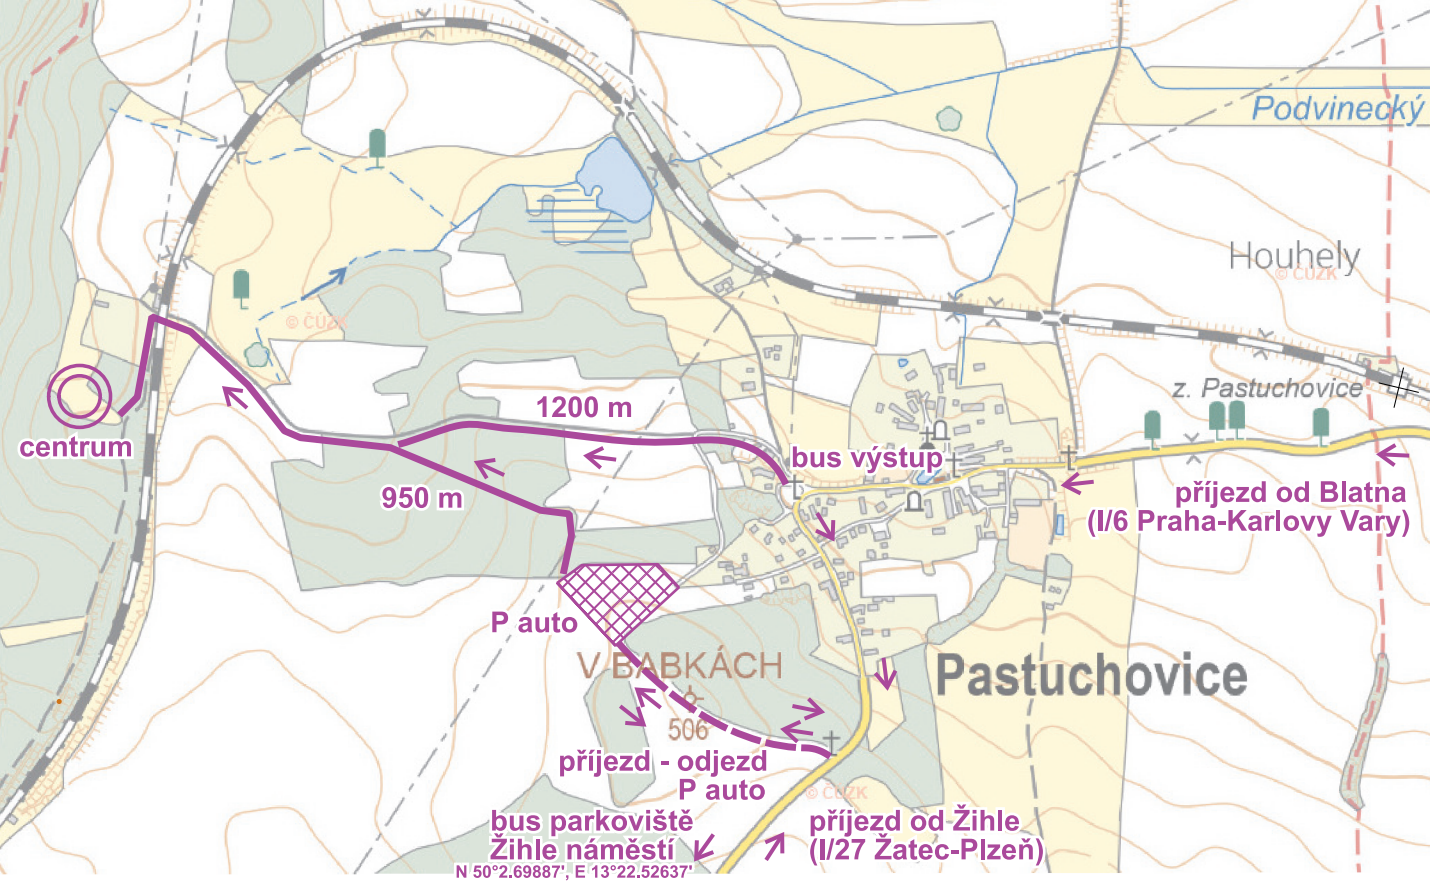 Podvinecký
Houhely
© ČÚZK
© ČÚZK
z. Pastuchovice
1200 m
centrum
bus výstup
950 m
příjezd od Blatna
(I/6 Praha-Karlovy Vary)
P auto
V BABKÁCH
Pastuchovice
506
příjezd - odjezd
P auto
© ČÚZK
bus parkoviště
Žihle náměstí
N 50°2.69887', E 13°22.52637'
příjezd od Žihle
(I/27 Žatec-Plzeň)